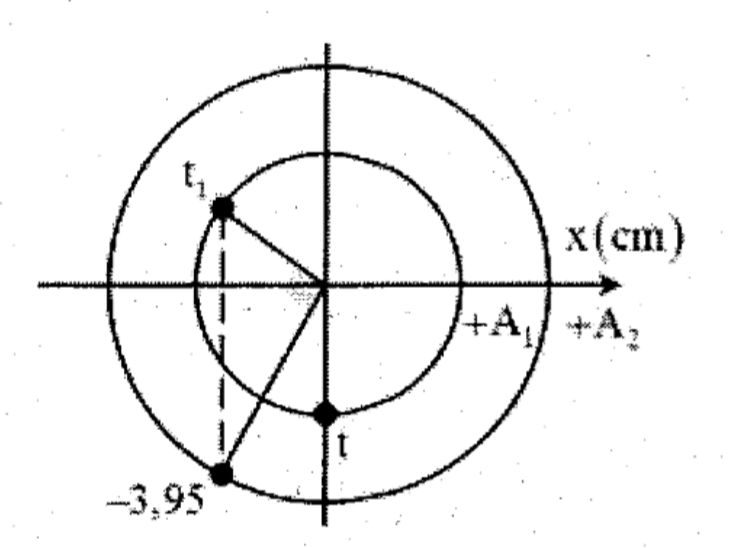 t₁
x(cm)
+A₁ +A₂
t
−3,95